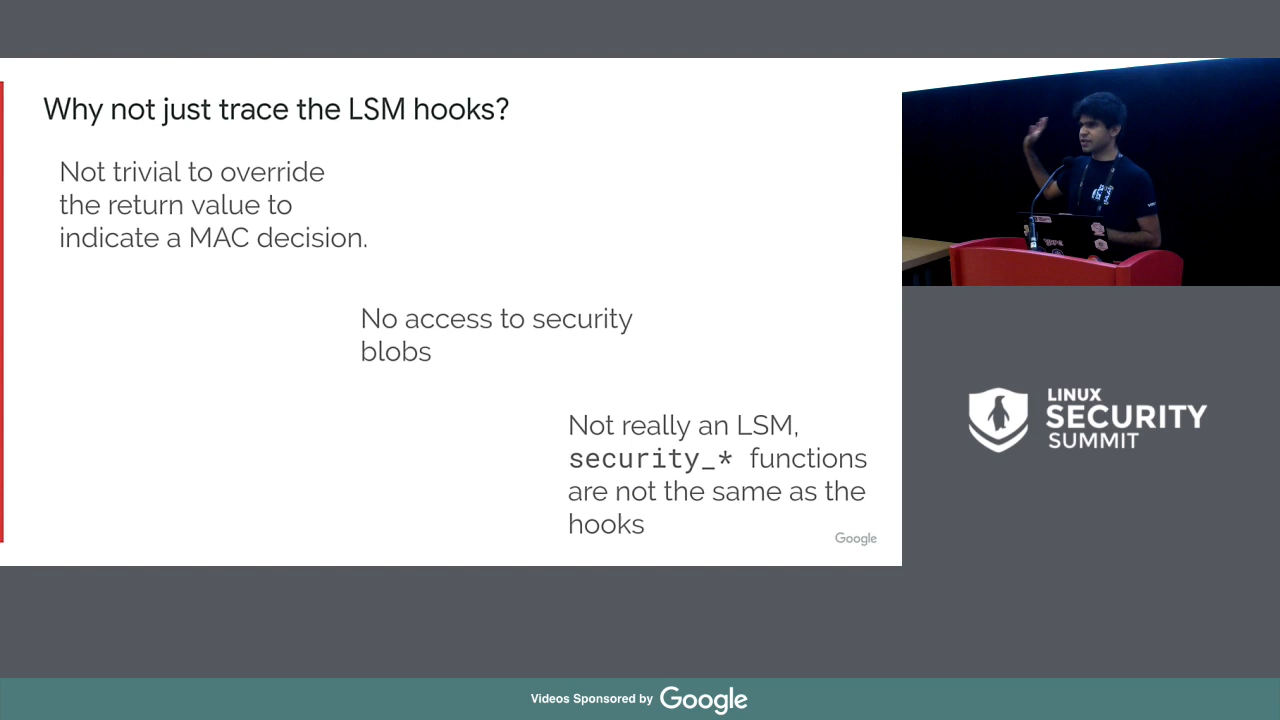 Why not just trace the LSM hooks?
Not trivial to override
the return value to
indicate a MAC decision.
No access to security
blobs
Not really an LSM,
security_* functions
are not the same as the
hooks
Google
LINUX
SECURITY
SUMMIT
Videos Sponsored by Google